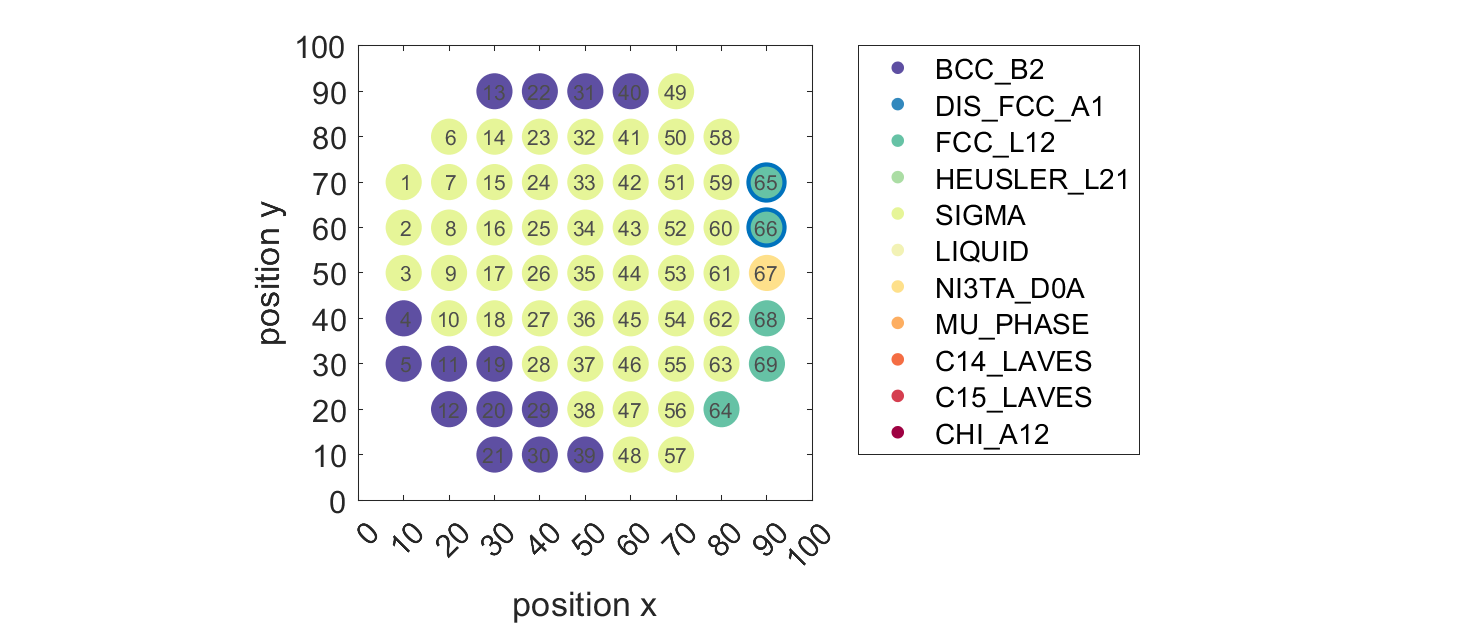 100
90
80
70
60
50
40
30
20
10
0
position y
13 22 31 40 49
6 14 23 32 41 50 58
1 7 15 24 33 42 51 59 65
2 8 16 25 34 43 52 60 66
3 9 17 26 35 44 53 61 67
4 10 18 27 36 45 54 62 68
5 11 19 28 37 46 55 63 69
12 20 29 38 47 56 64
21 30 39 48 57
0 10 20 30 40 50 60 70 80 90 100
position x
BCC_B2
DIS_FCC_A1
FCC_L12
HEUSLER_L21
SIGMA
LIQUID
NI3TA_D0A
MU_PHASE
C14_LAVES
C15_LAVES
CHI_A12